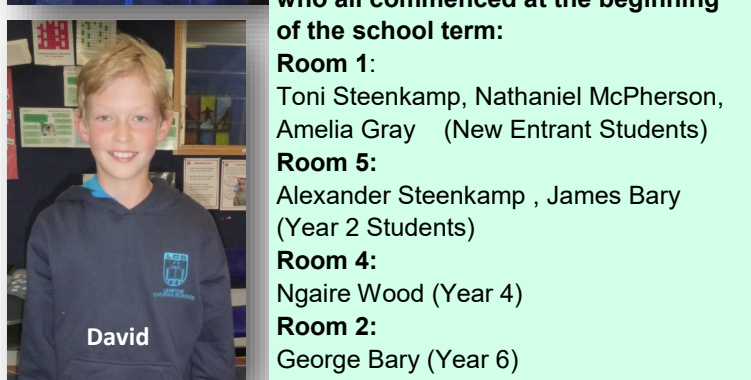 who all commenced at the beginning
of the school term:
Room 1:
Toni Steenkamp, Nathaniel McPherson,
Amelia Gray (New Entrant Students)
Room 5:
Alexander Steenkamp , James Bary
(Year 2 Students)
Room 4:
Ngaire Wood (Year 4)
Room 2:
George Bary (Year 6)
LCS
David